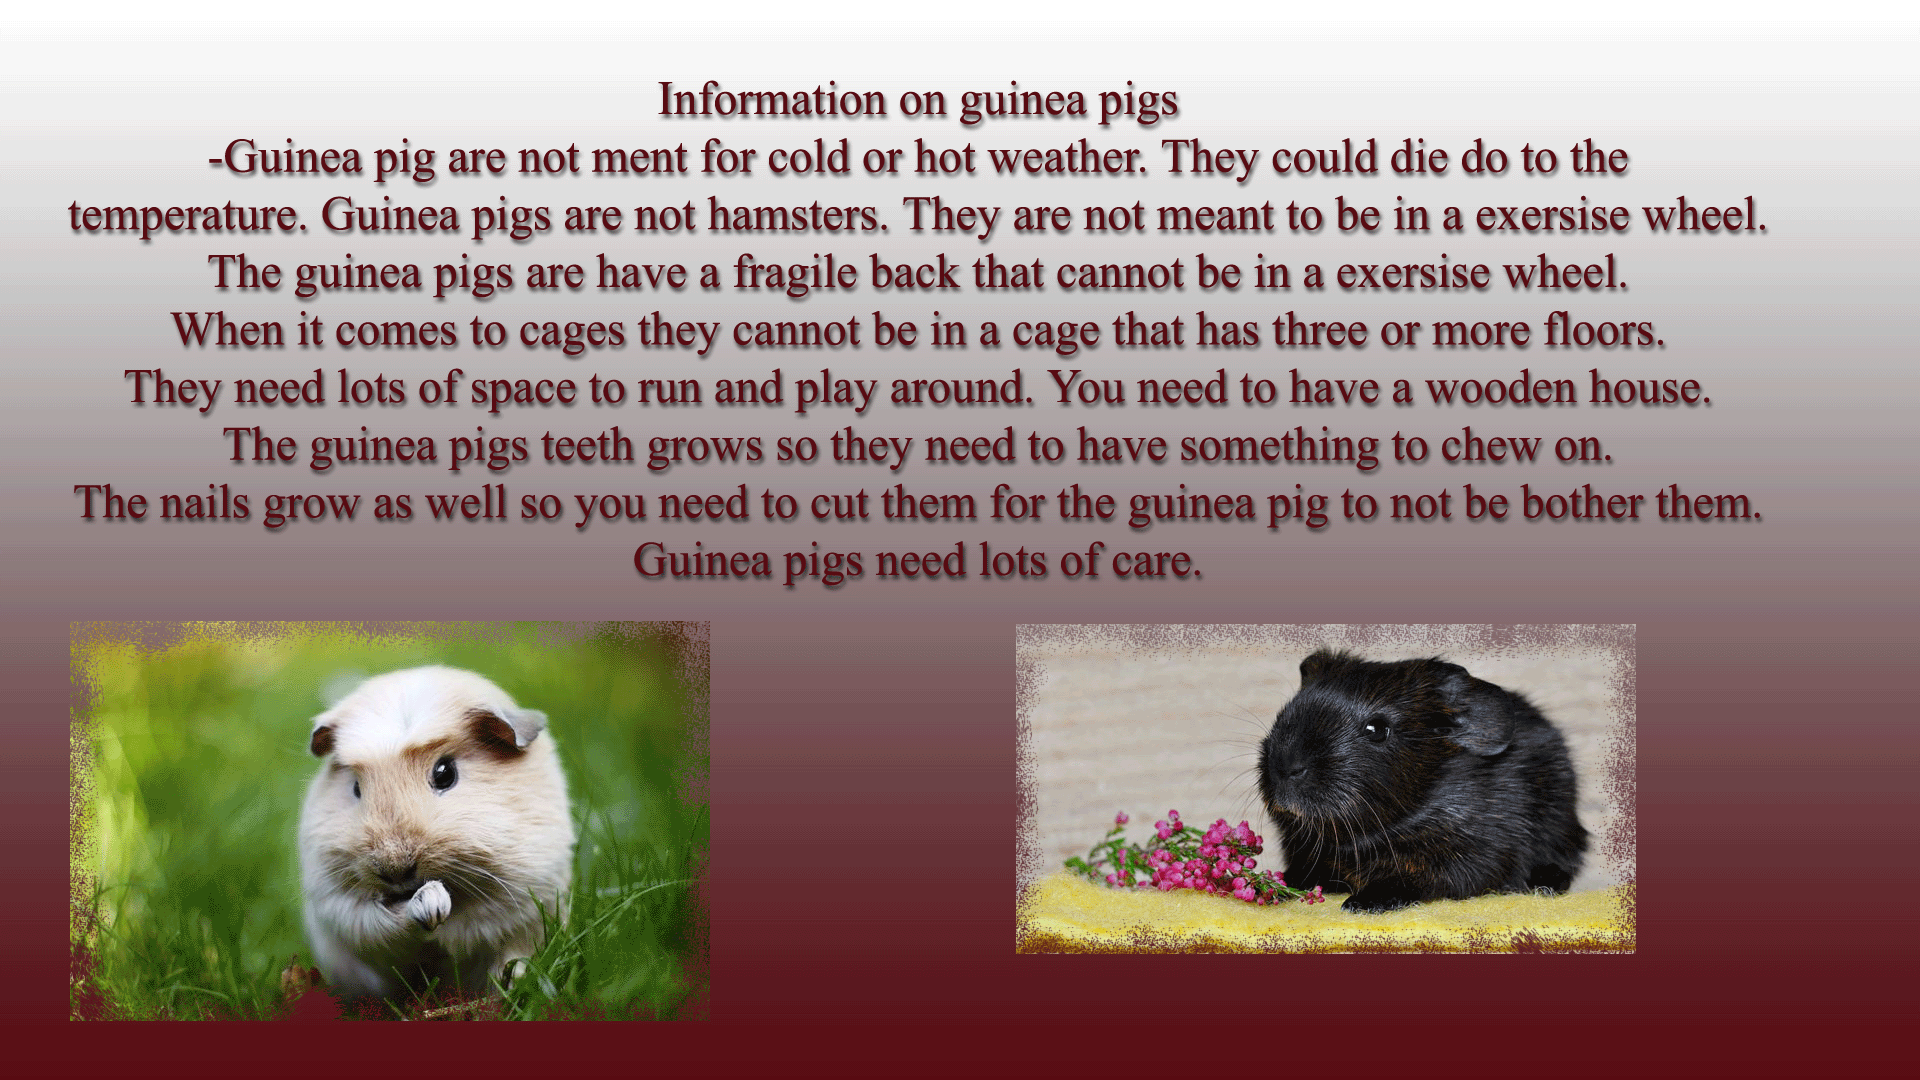 Information on guinea pigs
-Guinea pig are not ment for cold or hot weather. They could die do to the
temperature. Guinea pigs are not hamsters. They are not meant to be in a exersise wheel.
The guinea pigs are have a fragile back that cannot be in a exersise wheel.
When it comes to cages they cannot be in a cage that has three or more floors.
They need lots of space to run and play around. You need to have a wooden house.
The guinea pigs teeth grows so they need to have something to chew on.
The nails grow as well so you need to cut them for the guinea pig to not be bother them.
Guinea pigs need lots of care.